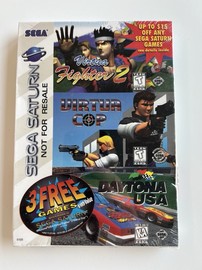 SEGA
UP TO $15
OFF ANY
SEGA SATURN
GAMES
Virtua
Fighter 2
SEGA SATURN
NOT FOR RESALE
VIRTUA
COP
3 FREE
GAMES
DAYTONA
USA